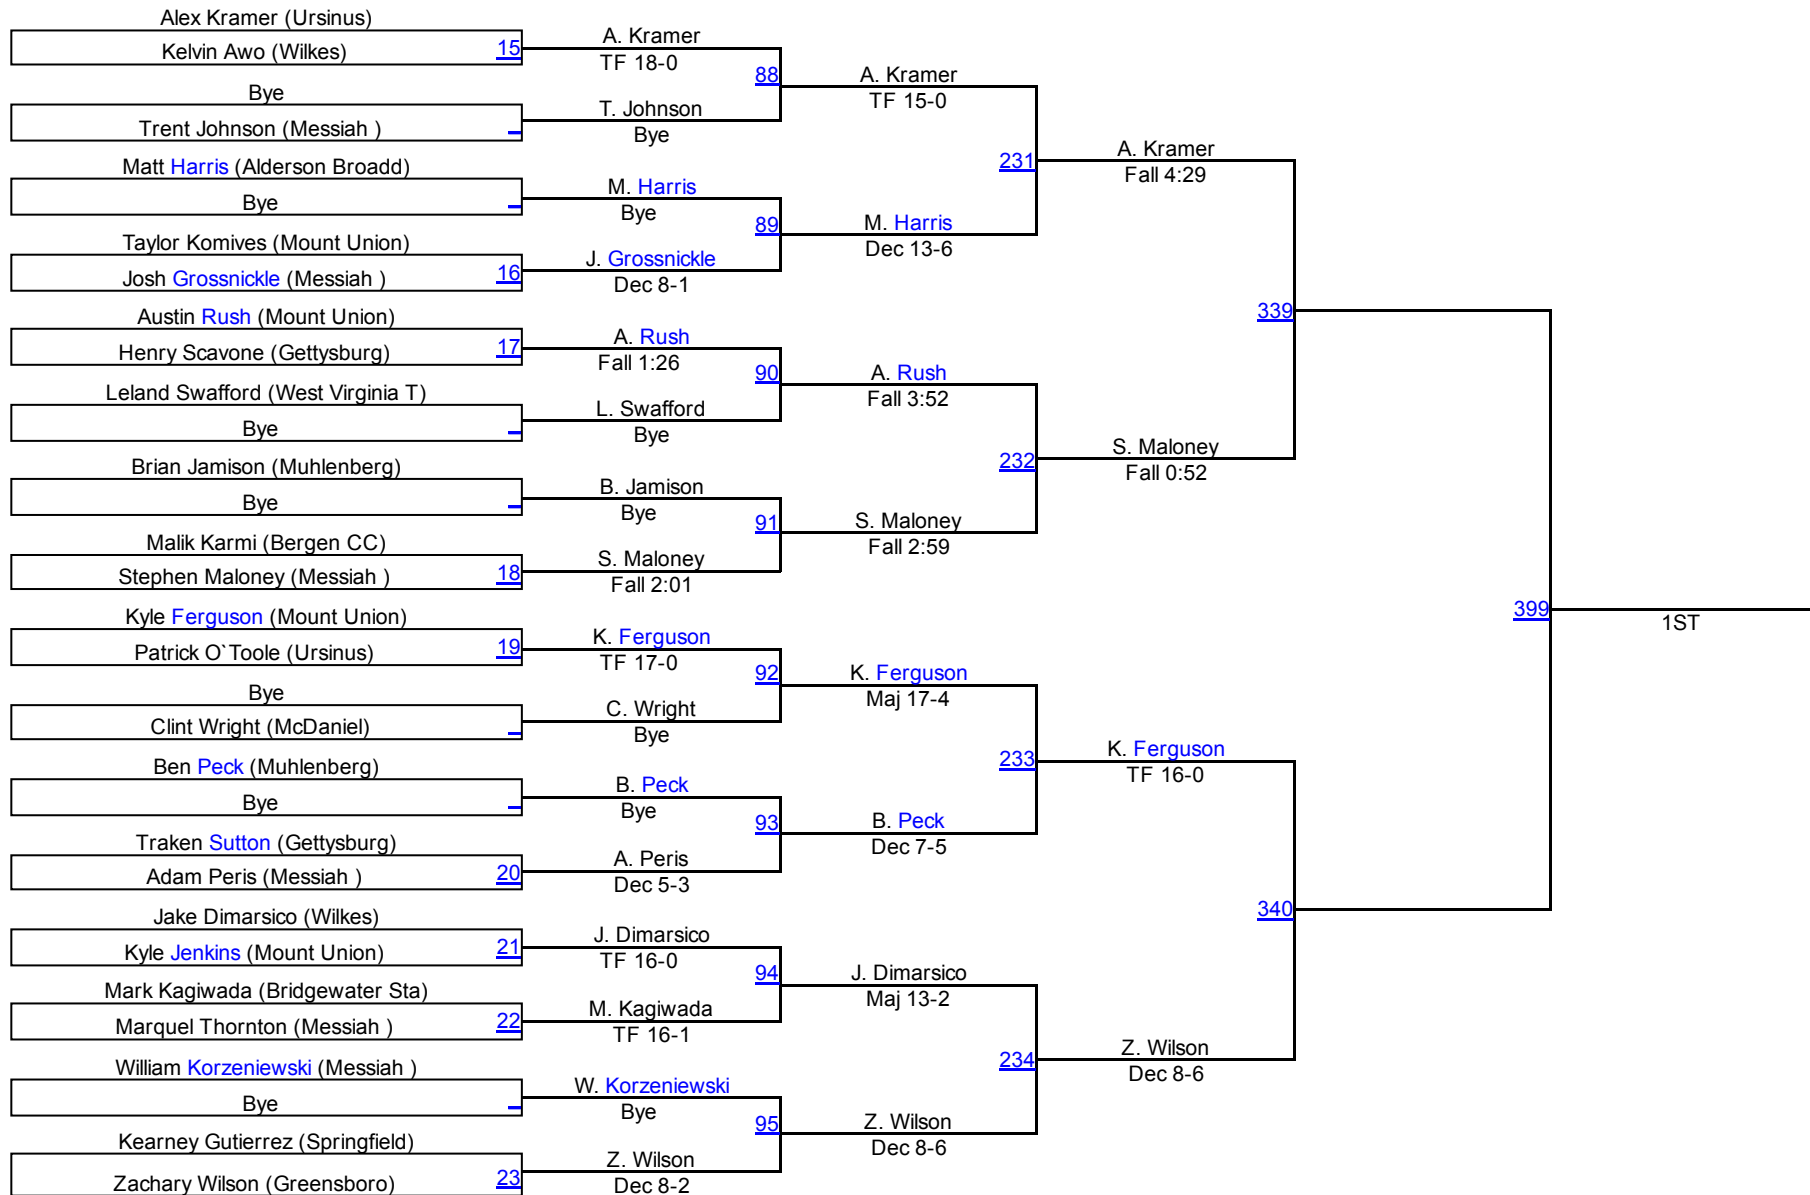 Alex Kramer (Ursinus)
Kelvin Awo (Wilkes) 15
Bye
Trent Johnson (Messiah )
Matt Harris (Alderson Broadd)
Bye
Taylor Komives (Mount Union)
Josh Grossnickle (Messiah ) 16
Austin Rush (Mount Union)
Henry Scavone (Gettysburg) 17
Leland Swafford (West Virginia T)
Bye
Brian Jamison (Muhlenberg)
Bye
Malik Karmi (Bergen CC)
Stephen Maloney (Messiah ) 18
Kyle Ferguson (Mount Union)
Patrick O`Toole (Ursinus) 19
Bye
Clint Wright (McDaniel)
Ben Peck (Muhlenberg)
Bye
Traken Sutton (Gettysburg)
Adam Peris (Messiah ) 20
Jake Dimarsico (Wilkes)
Kyle Jenkins (Mount Union) 21
Mark Kagiwada (Bridgewater Sta)
Marquel Thornton (Messiah ) 22
William Korzeniewski (Messiah )
Bye
Kearney Gutierrez (Springfield)
Zachary Wilson (Greensboro) 23
A. Kramer
TF 18-0
88
T. Johnson
Bye
M. Harris
Bye
89
J. Grossnickle
Dec 8-1
A. Rush
Fall 1:26
90
L. Swafford
Bye
B. Jamison
Bye
91
S. Maloney
Fall 2:01
K. Ferguson
TF 17-0
92
C. Wright
Bye
B. Peck
Bye
93
A. Peris
Dec 5-3
J. Dimarsico
TF 16-0
94
M. Kagiwada
TF 16-1
W. Korzeniewski
Bye
95
Z. Wilson
Dec 8-2
A. Kramer
TF 15-0
231
M. Harris
Dec 13-6
A. Rush
Fall 3:52
232
S. Maloney
Fall 2:59
K. Ferguson
Maj 17-4
233
B. Peck
Dec 7-5
J. Dimarsico
Maj 13-2
234
Z. Wilson
Dec 8-6
A. Kramer
Fall 4:29
339
S. Maloney
Fall 0:52
K. Ferguson
TF 16-0
340
Z. Wilson
Dec 8-6
399
1ST